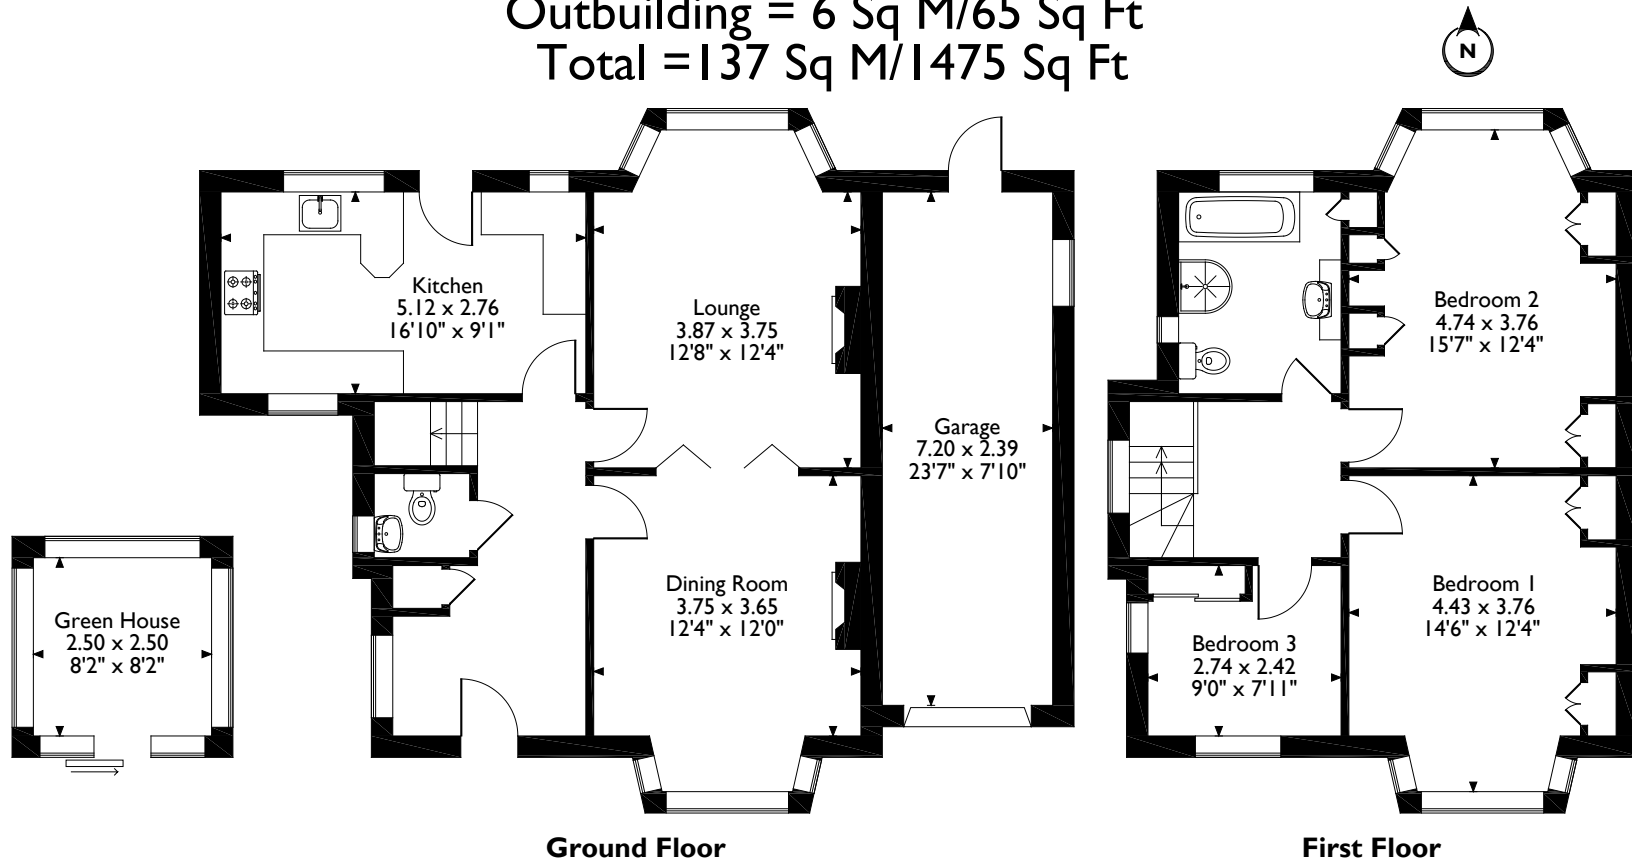 Outbuilding = 6 Sq M/65 Sq Ft
Total =137 Sq M/1475 Sq Ft
N
Kitchen
5.12 x 2.76
16'10" x 9'1"
Lounge
3.87 x 3.75
12'8" x 12'4"
Garage
7.20 x 2.39
23'7" x 7'10"
Green House
2.50 x 2.50
8'2" x 8'2"
Dining Room
3.75 x 3.65
12'4" x 12'0"
Bedroom 2
4.74 x 3.76
15'7" x 12'4"
Bedroom 1
4.43 x 3.76
14'6" x 12'4"
Bedroom 3
2.74 x 2.42
9'0" x 7'11"
Ground Floor
First Floor